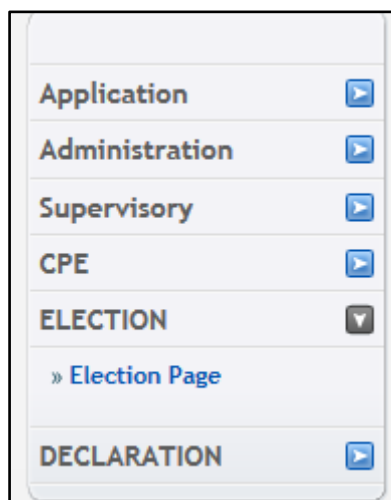 Application
Administration
Supervisory
CPE
ELECTION
» Election Page
DECLARATION